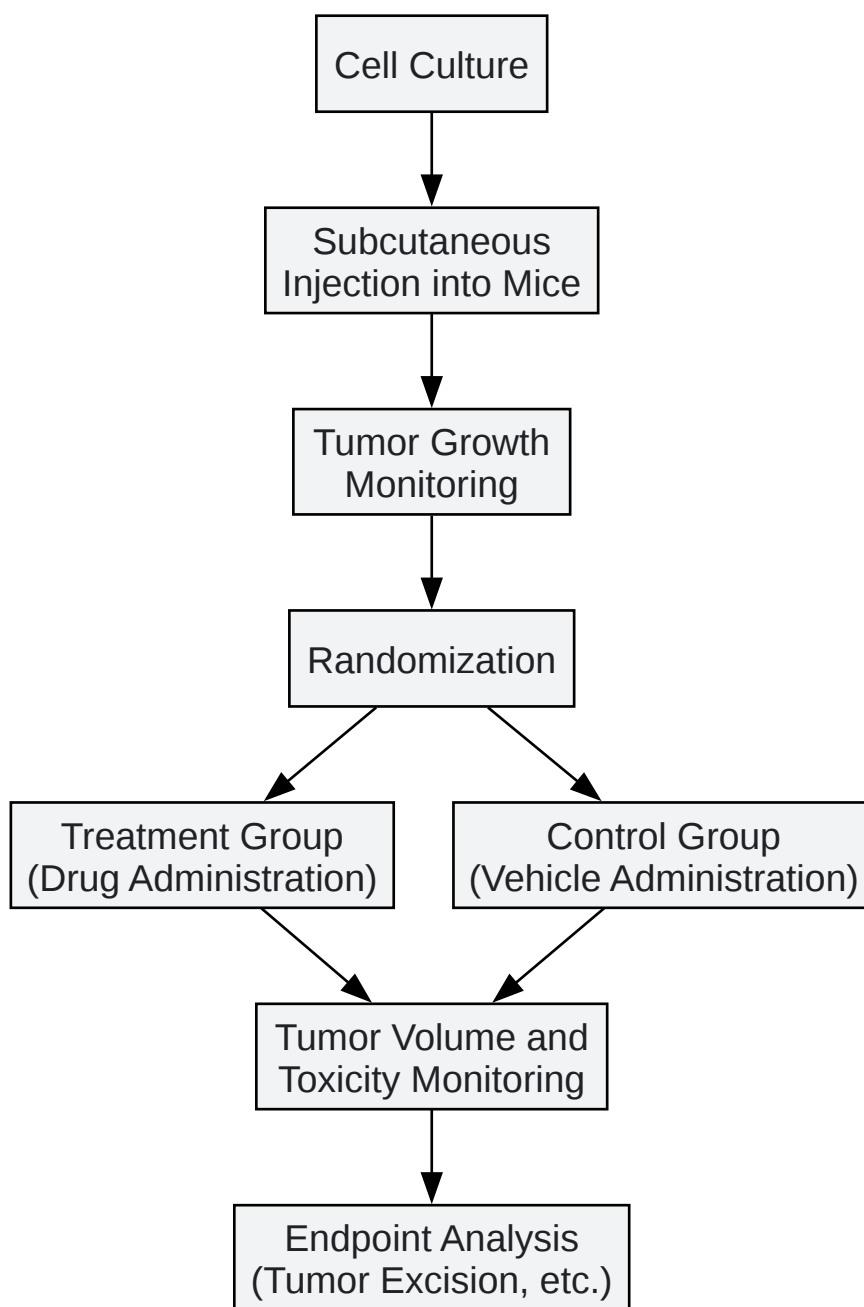 Cell Culture
Subcutaneous
Injection into Mice
Tumor Growth
Monitoring
Randomization
Treatment Group
(Drug Administration)
Control Group
(Vehicle Administration)
Tumor Volume and
Toxicity Monitoring
Endpoint Analysis
(Tumor Excision, etc.)